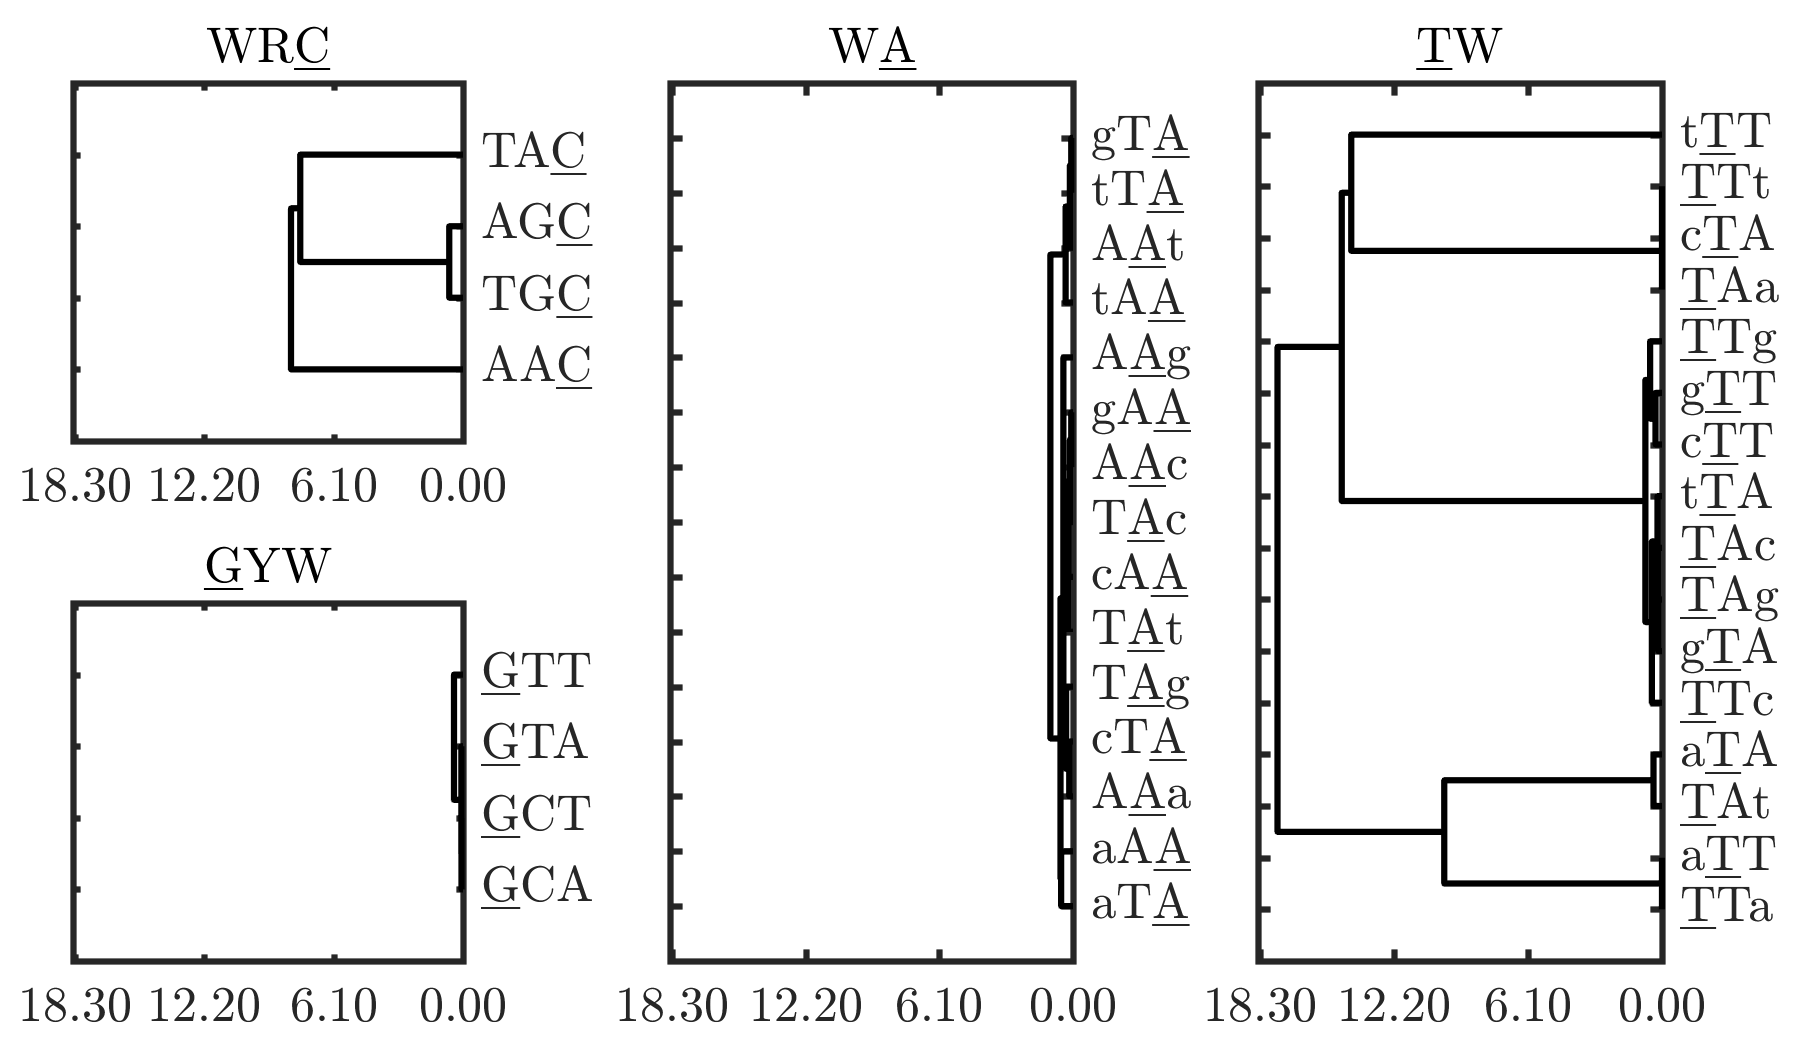 WRC
TAC
AGC
TGC
AAC
18.30 12.20 6.10 0.00
GYW
GTT
GTA
GCT
GCA
18.30 12.20 6.10 0.00
WA
gTA
tTA
AAt
tAA
AAg
gAA
AAc
TAc
cAA
TAt
TAg
cTA
AAa
aAA
aTA
18.30 12.20 6.10 0.00
TW
tTT
TTt
cTA
TAa
TTg
gTT
cTT
tTA
TAc
TAg
gTA
TTc
aTA
TAt
aTT
TTa
18.30 12.20 6.10 0.00